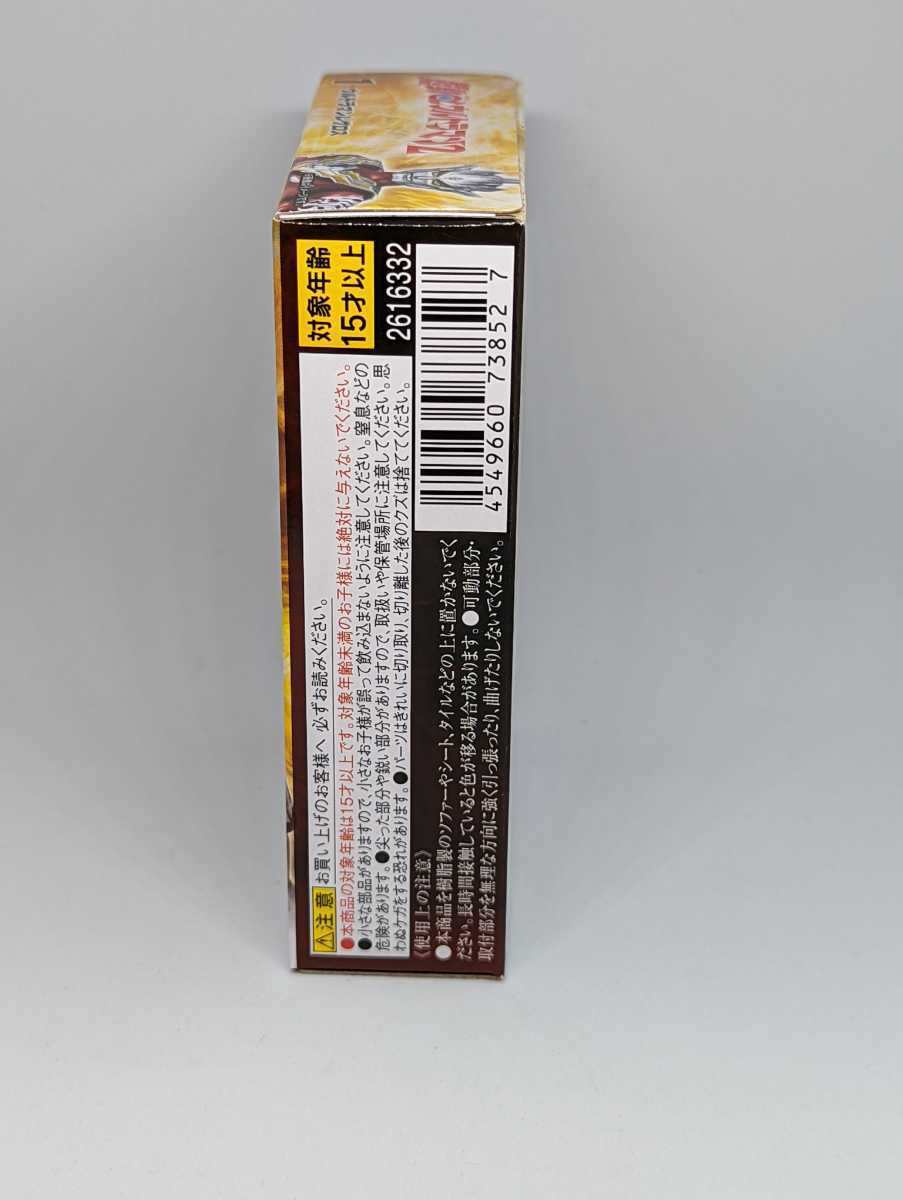 対象年齢
15才以上
2616332
4549660 738527
⚠注意 お買い上げのお客様へ 必ずお読みください。
●本商品の対象年齢は15才以上です。対象年齢未満のお子様には絶対に与えないでください。
●小さな部品がありますので、小さなお子様が誤って飲み込まないように注意してください。窒息などの
危険があります。●尖った部分や鋭い部分がありますので、取扱いや保管場所に注意してください。思
わぬケガをする恐れがあります。●パーツはきれいに切り取り、切り離した後のクズは捨ててください。
《使用上の注意》
●本商品を樹脂製のソファーやシート、タイルなどの上に置かないでく
ださい。長時間接触していると色が移る場合があります。●可動部分・
取付部分を無理な方向に強く引っ張ったり、曲げたりしないでください。